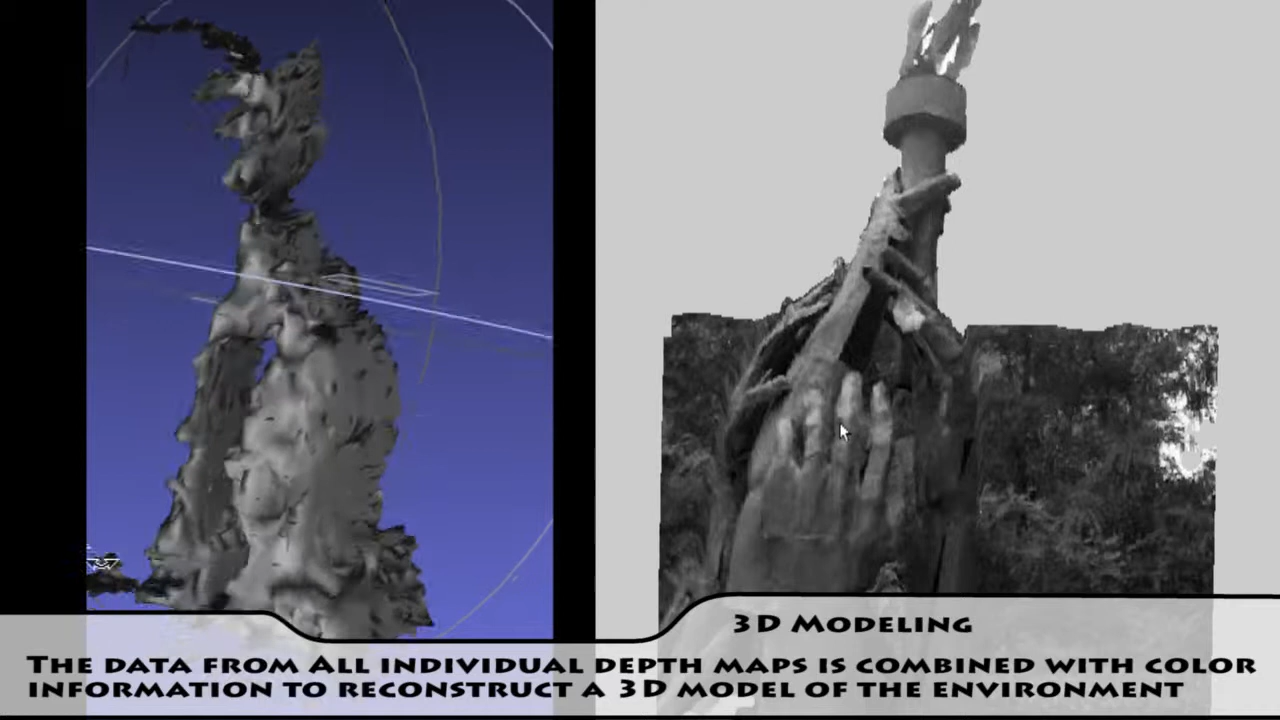 3D Modeling
The data from All individual depth maps is combined with color
information to reconstruct a 3D model of the environment